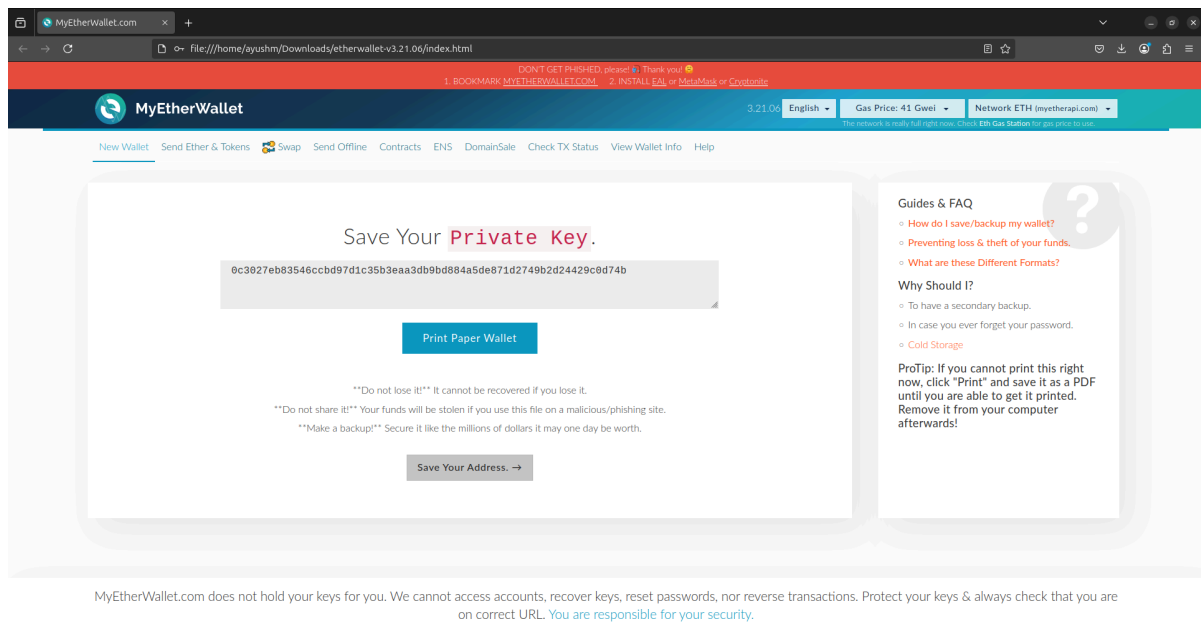 MyEtherWallet.com
file:///home/ayushm/Downloads/etherwallet-v3.21.06/index.html
DON'T GET PHISHED, please! Thank you!
1. BOOKMARK MYETHERWALLET.COM 2. INSTALL EAL or MetaMask or Cryptonite
MyEtherWallet
3.21.06 English Gas Price: 41 Gwei Network ETH (myetherapi.com)
The network is really full right now. Check Eth Gas Station for gas price to use.
New Wallet Send Ether & Tokens Swap Send Offline Contracts ENS DomainSale Check TX Status View Wallet Info Help
Save Your Private Key.
0c3027eb83546ccbd97d1c35b3eaa3db9bd884a5de871d2749b2d24429c0d74b
Print Paper Wallet
**Do not lose it!** It cannot be recovered if you lose it.
**Do not share it!** Your funds will be stolen if you use this file on a malicious/phishing site.
**Make a backup!** Secure it like the millions of dollars it may one day be worth.
Save Your Address. →
?
Guides & FAQ
How do I save/backup my wallet?
Preventing loss & theft of your funds.
What are these Different Formats?
Why Should I?
To have a secondary backup.
In case you ever forget your password.
Cold Storage
ProTip: If you cannot print this right
now, click "Print" and save it as a PDF
until you are able to get it printed.
Remove it from your computer
afterwards!
MyEtherWallet.com does not hold your keys for you. We cannot access accounts, recover keys, reset passwords, nor reverse transactions. Protect your keys & always check that you are
on correct URL. You are responsible for your security.